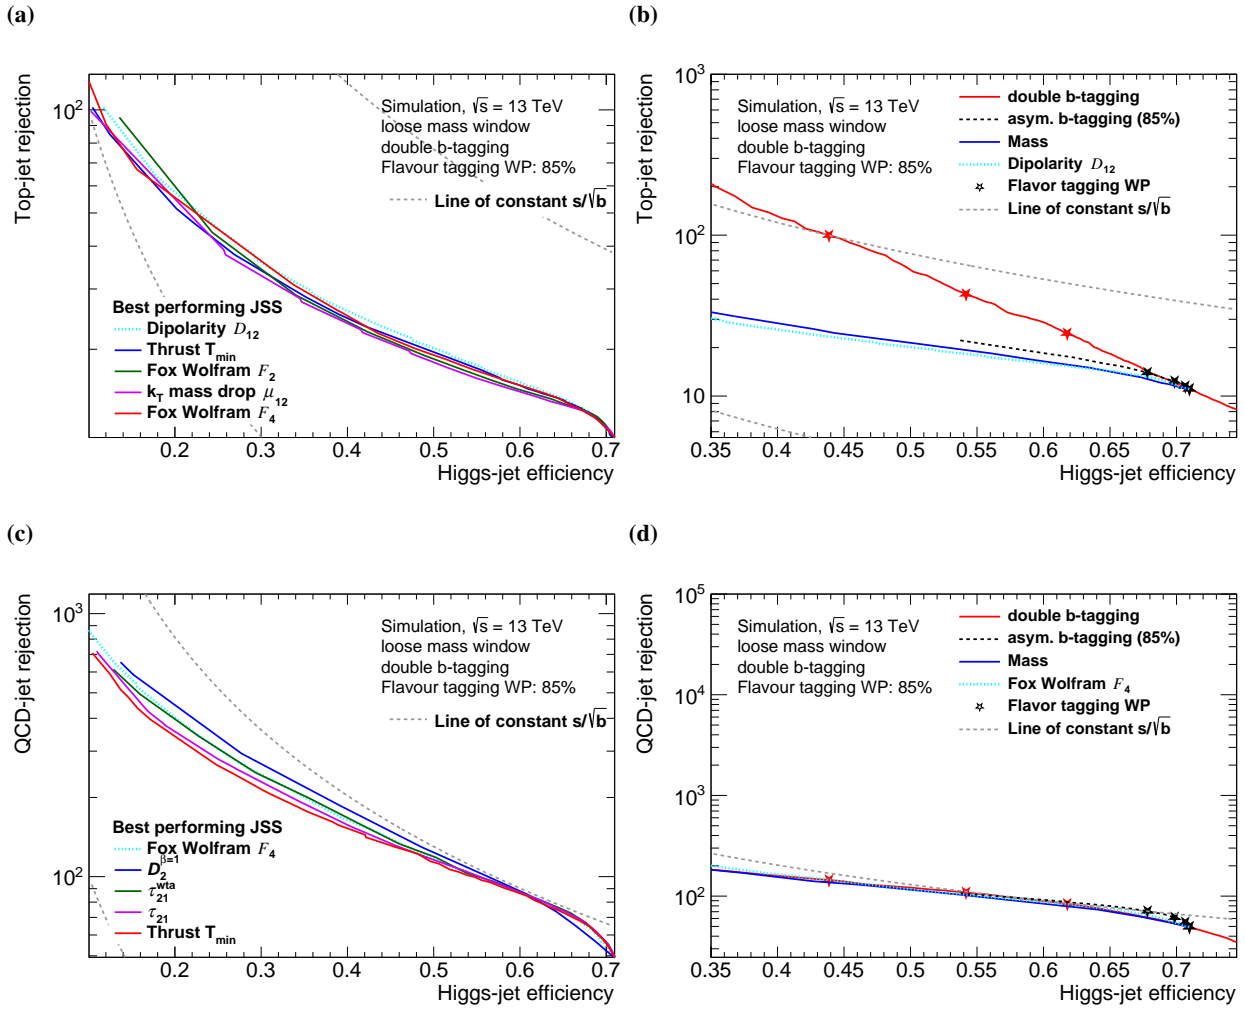 (a)
Top-jet rejection
10²
Simulation, √s = 13 TeV
loose mass window
double b-tagging
Flavour tagging WP: 85%
Line of constant s/√b
Best performing JSS
Dipolarity D₁₂
Thrust T_min
Fox Wolfram F₂
k_T mass drop μ₁₂
Fox Wolfram F₄
0.2 0.3 0.4 0.5 0.6 0.7
Higgs-jet efficiency
(b)
Top-jet rejection
10³
10²
10
Simulation, √s = 13 TeV
loose mass window
double b-tagging
Flavour tagging WP: 85%
double b-tagging
asym. b-tagging (85%)
Mass
Dipolarity D₁₂
Flavor tagging WP
Line of constant s/√b
0.35 0.4 0.45 0.5 0.55 0.6 0.65 0.7
Higgs-jet efficiency
(c)
QCD-jet rejection
10³
10²
Simulation, √s = 13 TeV
loose mass window
double b-tagging
Flavour tagging WP: 85%
Line of constant s/√b
Best performing JSS
Fox Wolfram F₄
D₂^β=1
τ₂₁^wta
τ₂₁
Thrust T_min
0.2 0.3 0.4 0.5 0.6 0.7
Higgs-jet efficiency
(d)
QCD-jet rejection
10⁵
10⁴
10³
10²
Simulation, √s = 13 TeV
loose mass window
double b-tagging
Flavour tagging WP: 85%
double b-tagging
asym. b-tagging (85%)
Mass
Fox Wolfram F₄
Flavor tagging WP
Line of constant s/√b
0.35 0.4 0.45 0.5 0.55 0.6 0.65 0.7
Higgs-jet efficiency